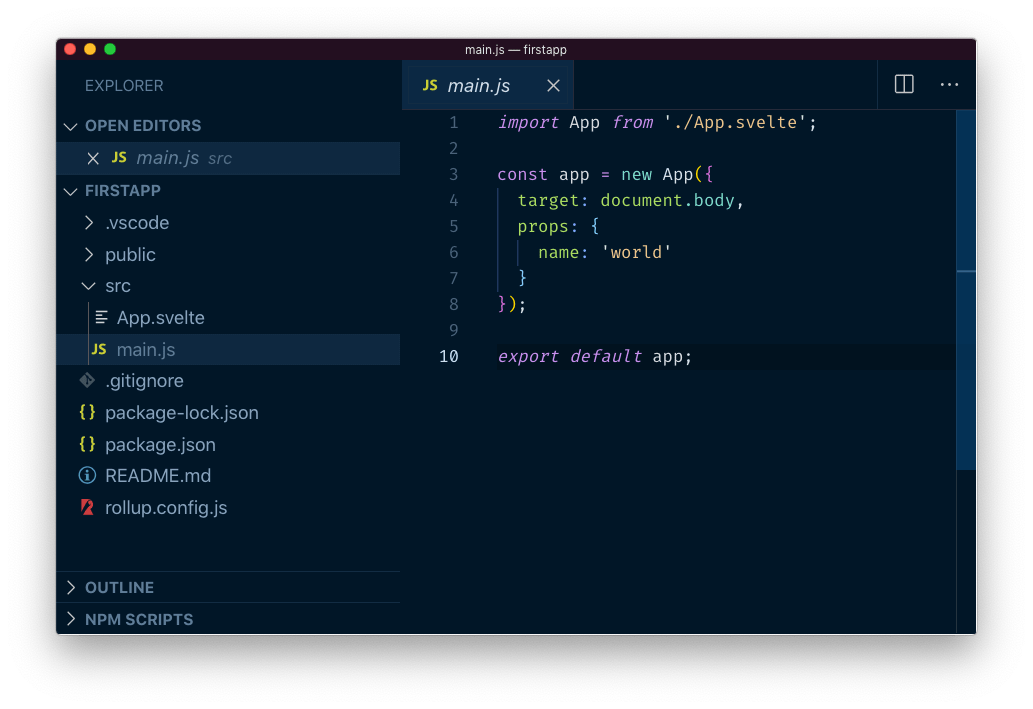 main.js — firstapp
EXPLORER
OPEN EDITORS
JS main.js src
FIRSTAPP
.vscode
public
src
App.svelte
JS main.js
.gitignore
{} package-lock.json
{} package.json
README.md
rollup.config.js
OUTLINE
NPM SCRIPTS
JS main.js
1 import App from './App.svelte';
2
3 const app = new App({
4 target: document.body,
5 props: {
6 name: 'world'
7 }
8 });
9
10 export default app;